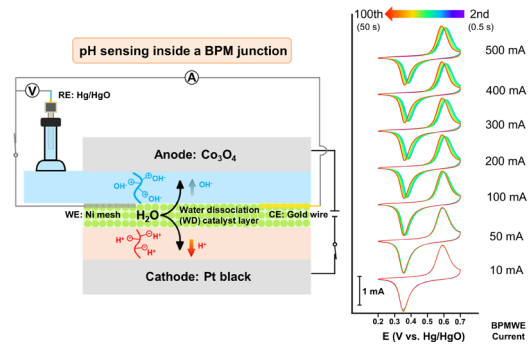 pH sensing inside a BPM junction
A
V
RE: Hg/HgO
Anode: Co₃O₄
OH⁻
OH⁻
OH⁻
OH⁻
WE: Ni mesh
H₂O
Water dissociation
(WD) catalyst layer
CE: Gold wire
H⁺
H⁺
H⁺
H⁺
Cathode: Pt black
100th
(50 s)
2nd
(0.5 s)
500 mA
400 mA
300 mA
200 mA
100 mA
50 mA
10 mA
1 mA
0.2 0.3 0.4 0.5 0.6 0.7
E (V vs. Hg/HgO)
BPMWE
Current